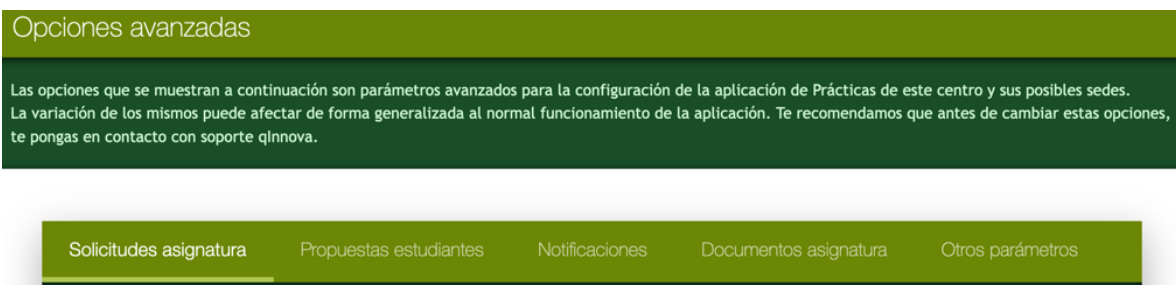 Opciones avanzadas
Las opciones que se muestran a continuación son parámetros avanzados para la configuración de la aplicación de Prácticas de este centro y sus posibles sedes.
La variación de los mismos puede afectar de forma generalizada al normal funcionamiento de la aplicación. Te recomendamos que antes de cambiar estas opciones,
te pongas en contacto con soporte qInnova.
Solicitudes asignatura Propuestas estudiantes Notificaciones Documentos asignatura Otros parámetros